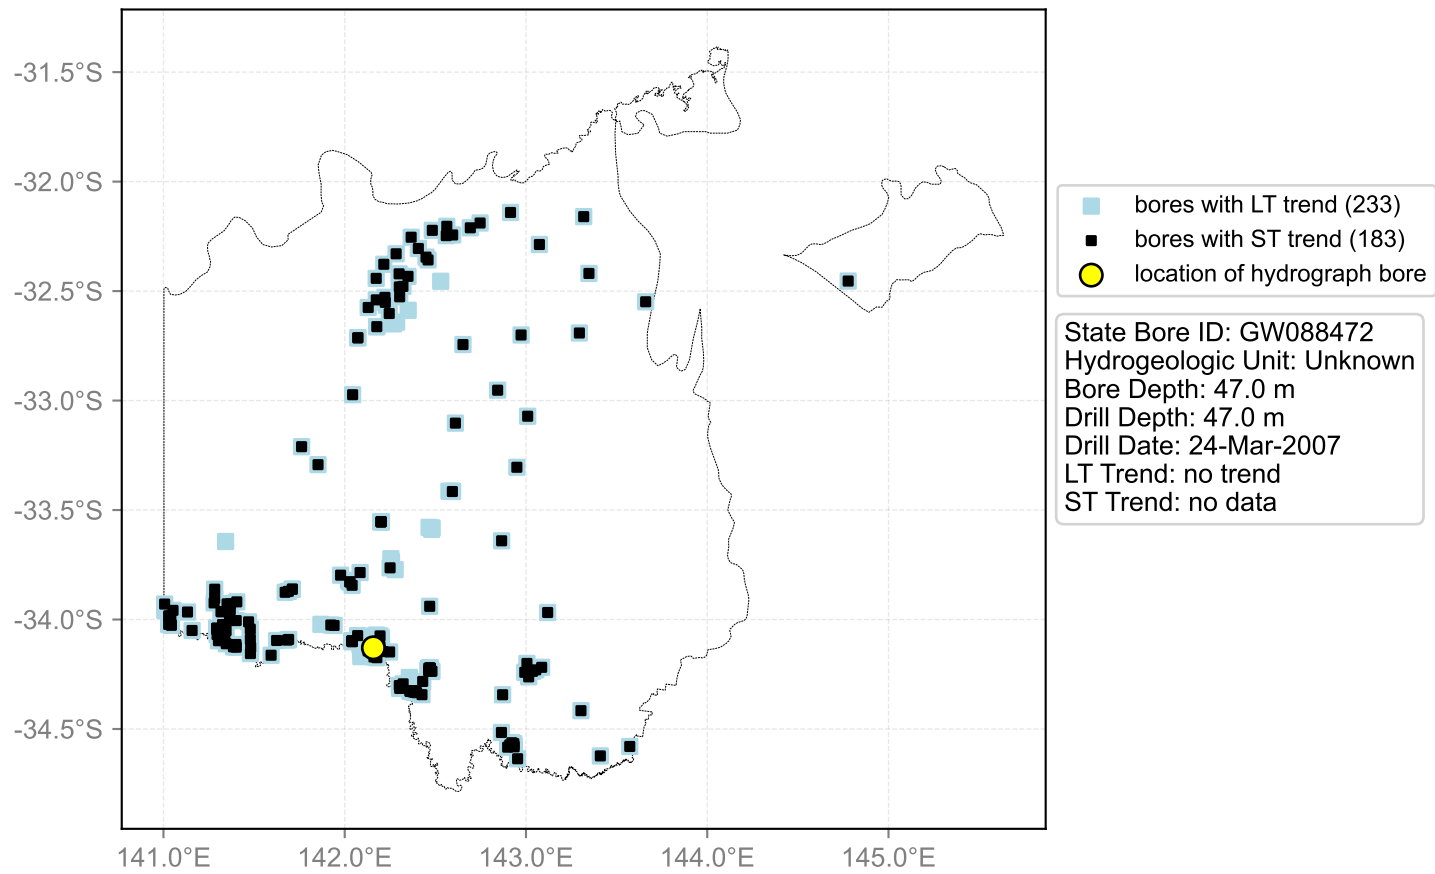 -31.5°S
-32.0°S
-32.5°S
-33.0°S
-33.5°S
-34.0°S
-34.5°S
141.0°E
142.0°E
143.0°E
144.0°E
145.0°E
bores with LT trend (233)
bores with ST trend (183)
location of hydrograph bore
State Bore ID: GW088472
Hydrogeologic Unit: Unknown
Bore Depth: 47.0 m
Drill Depth: 47.0 m
Drill Date: 24-Mar-2007
LT Trend: no trend
ST Trend: no data